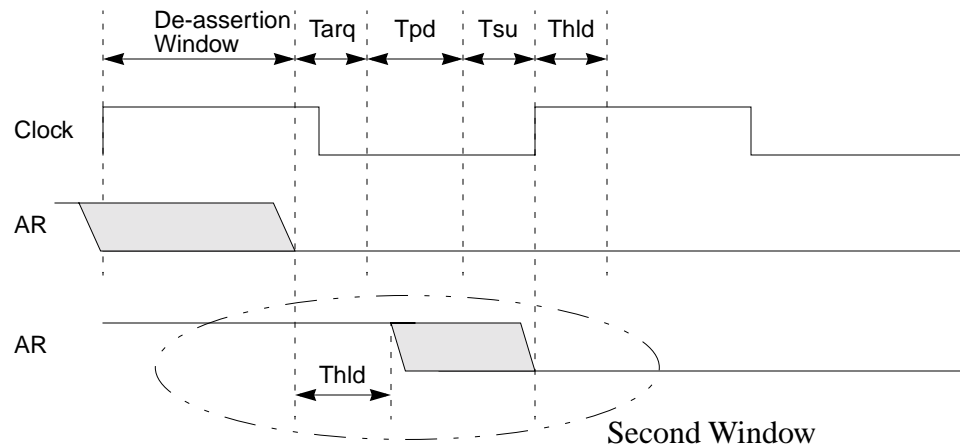 De-assertion
Window
Tarq
Tpd
Tsu
Thld
Clock
AR
AR
Thld
Second Window